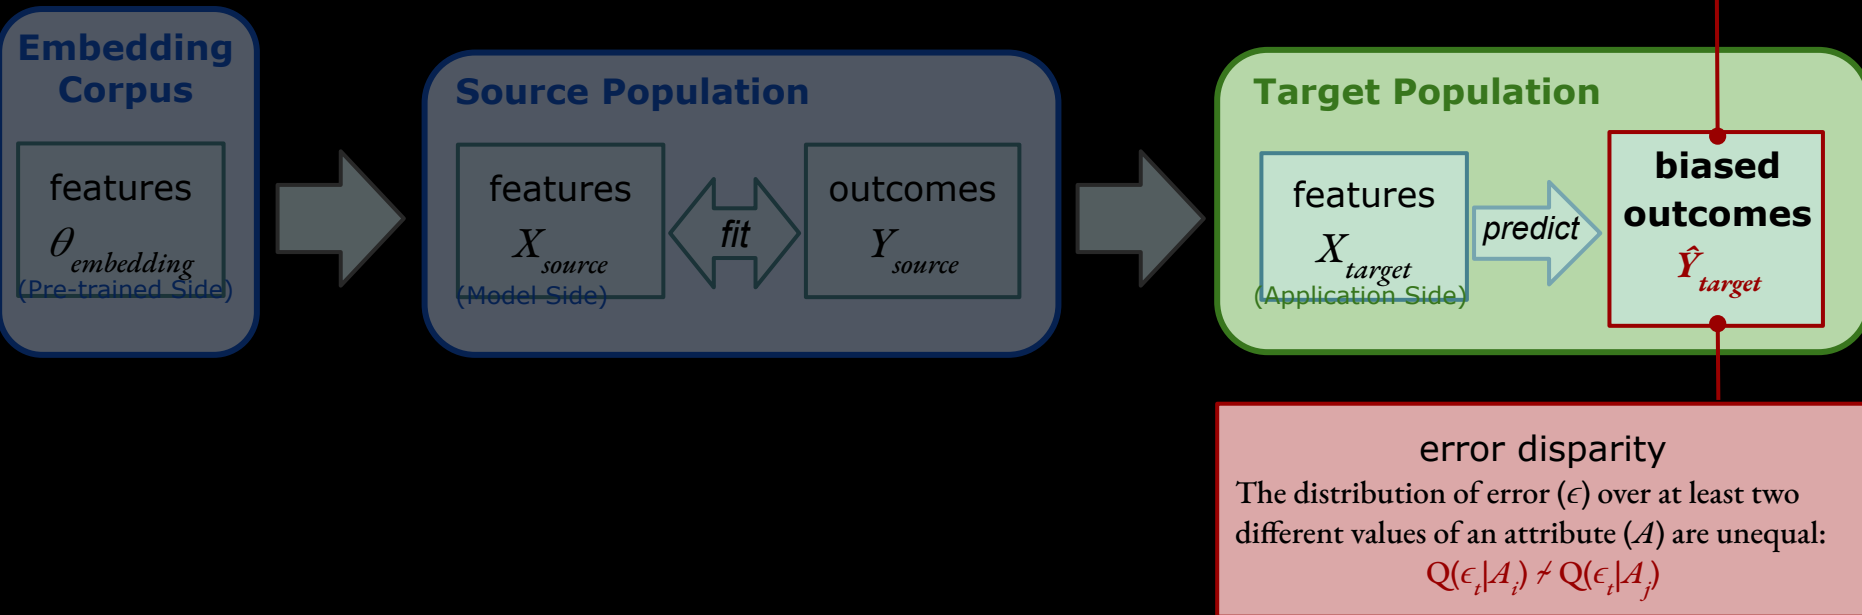 Embedding
Corpus
features
θembedding
(Pre-trained Side)
Source Population
features
Xsource
(Model Side)
fit
outcomes
Ysource
Target Population
features
Xtarget
(Application Side)
predict
biased
outcomes
Ŷtarget
error disparity
The distribution of error (ϵ) over at least two
different values of an attribute (A) are unequal:
Q(ϵt|Ai) ≁ Q(ϵt|Aj)